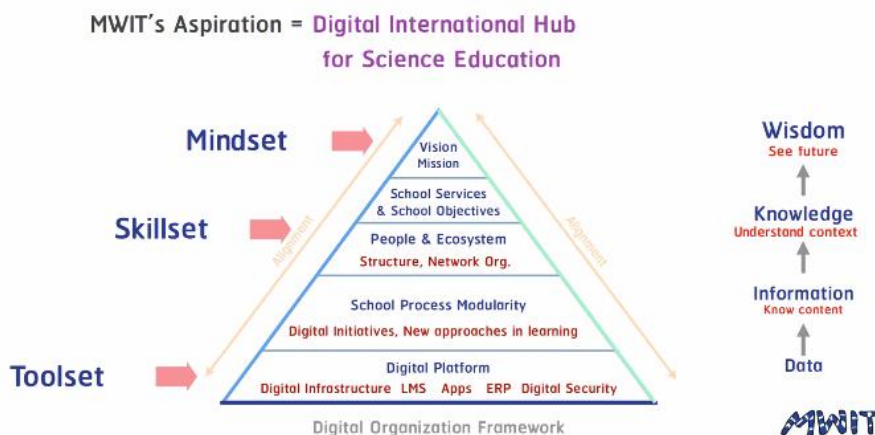 MWIT's Aspiration = Digital International Hub
for Science Education
Mindset
Skillset
Toolset
Alignment
Vision
Mission
School Services
& School Objectives
People & Ecosystem
Structure, Network Org.
School Process Modularity
Digital Initiatives, New approaches in learning
Digital Platform
Digital Infrastructure LMS Apps ERP Digital Security
Alignment
Digital Organization Framework
Wisdom
See future
Knowledge
Understand context
Information
Know content
Data
MWIT